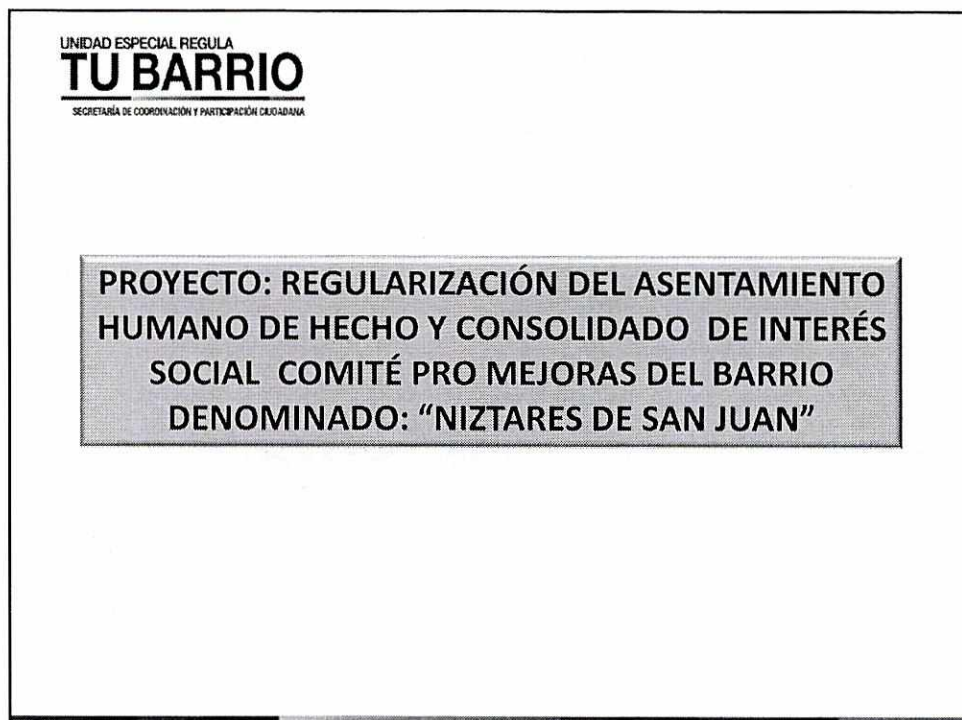 UNIDAD ESPECIAL REGULA
TU BARRIO
SECRETARÍA DE COORDINACIÓN Y PARTICIPACIÓN CIUDADANA
PROYECTO: REGULARIZACIÓN DEL ASENTAMIENTO
HUMANO DE HECHO Y CONSOLIDADO DE INTERÉS
SOCIAL COMITÉ PRO MEJORAS DEL BARRIO
DENOMINADO: “NIZTARES DE SAN JUAN”